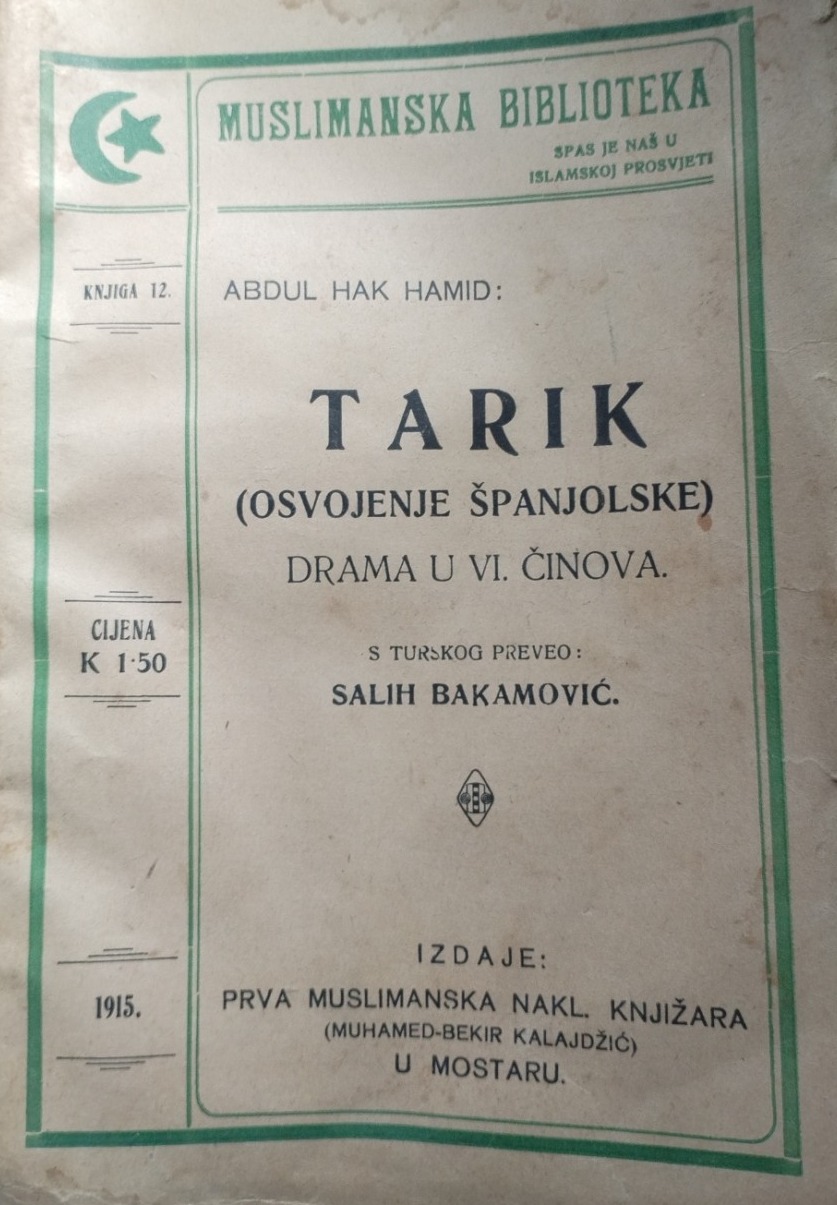 MUSLIMANSKA BIBLIOTEKA
SPAS JE NAŠ U
ISLAMSKOJ PROSVJETI
KNJIGA 12.
ABDUL HAK HAMID:
TARIK
(OSVOJENJE ŠPANJOLSKE)
DRAMA U VI. ČINOVA.
CIJENA
K 1·50
S TURSKOG PREVEO:
SALIH BAKAMOVIĆ.
IZDAJE:
1915.
PRVA MUSLIMANSKA NAKL. KNJIŽARA
(MUHAMED-BEKIR KALAJDŽIĆ)
U MOSTARU.